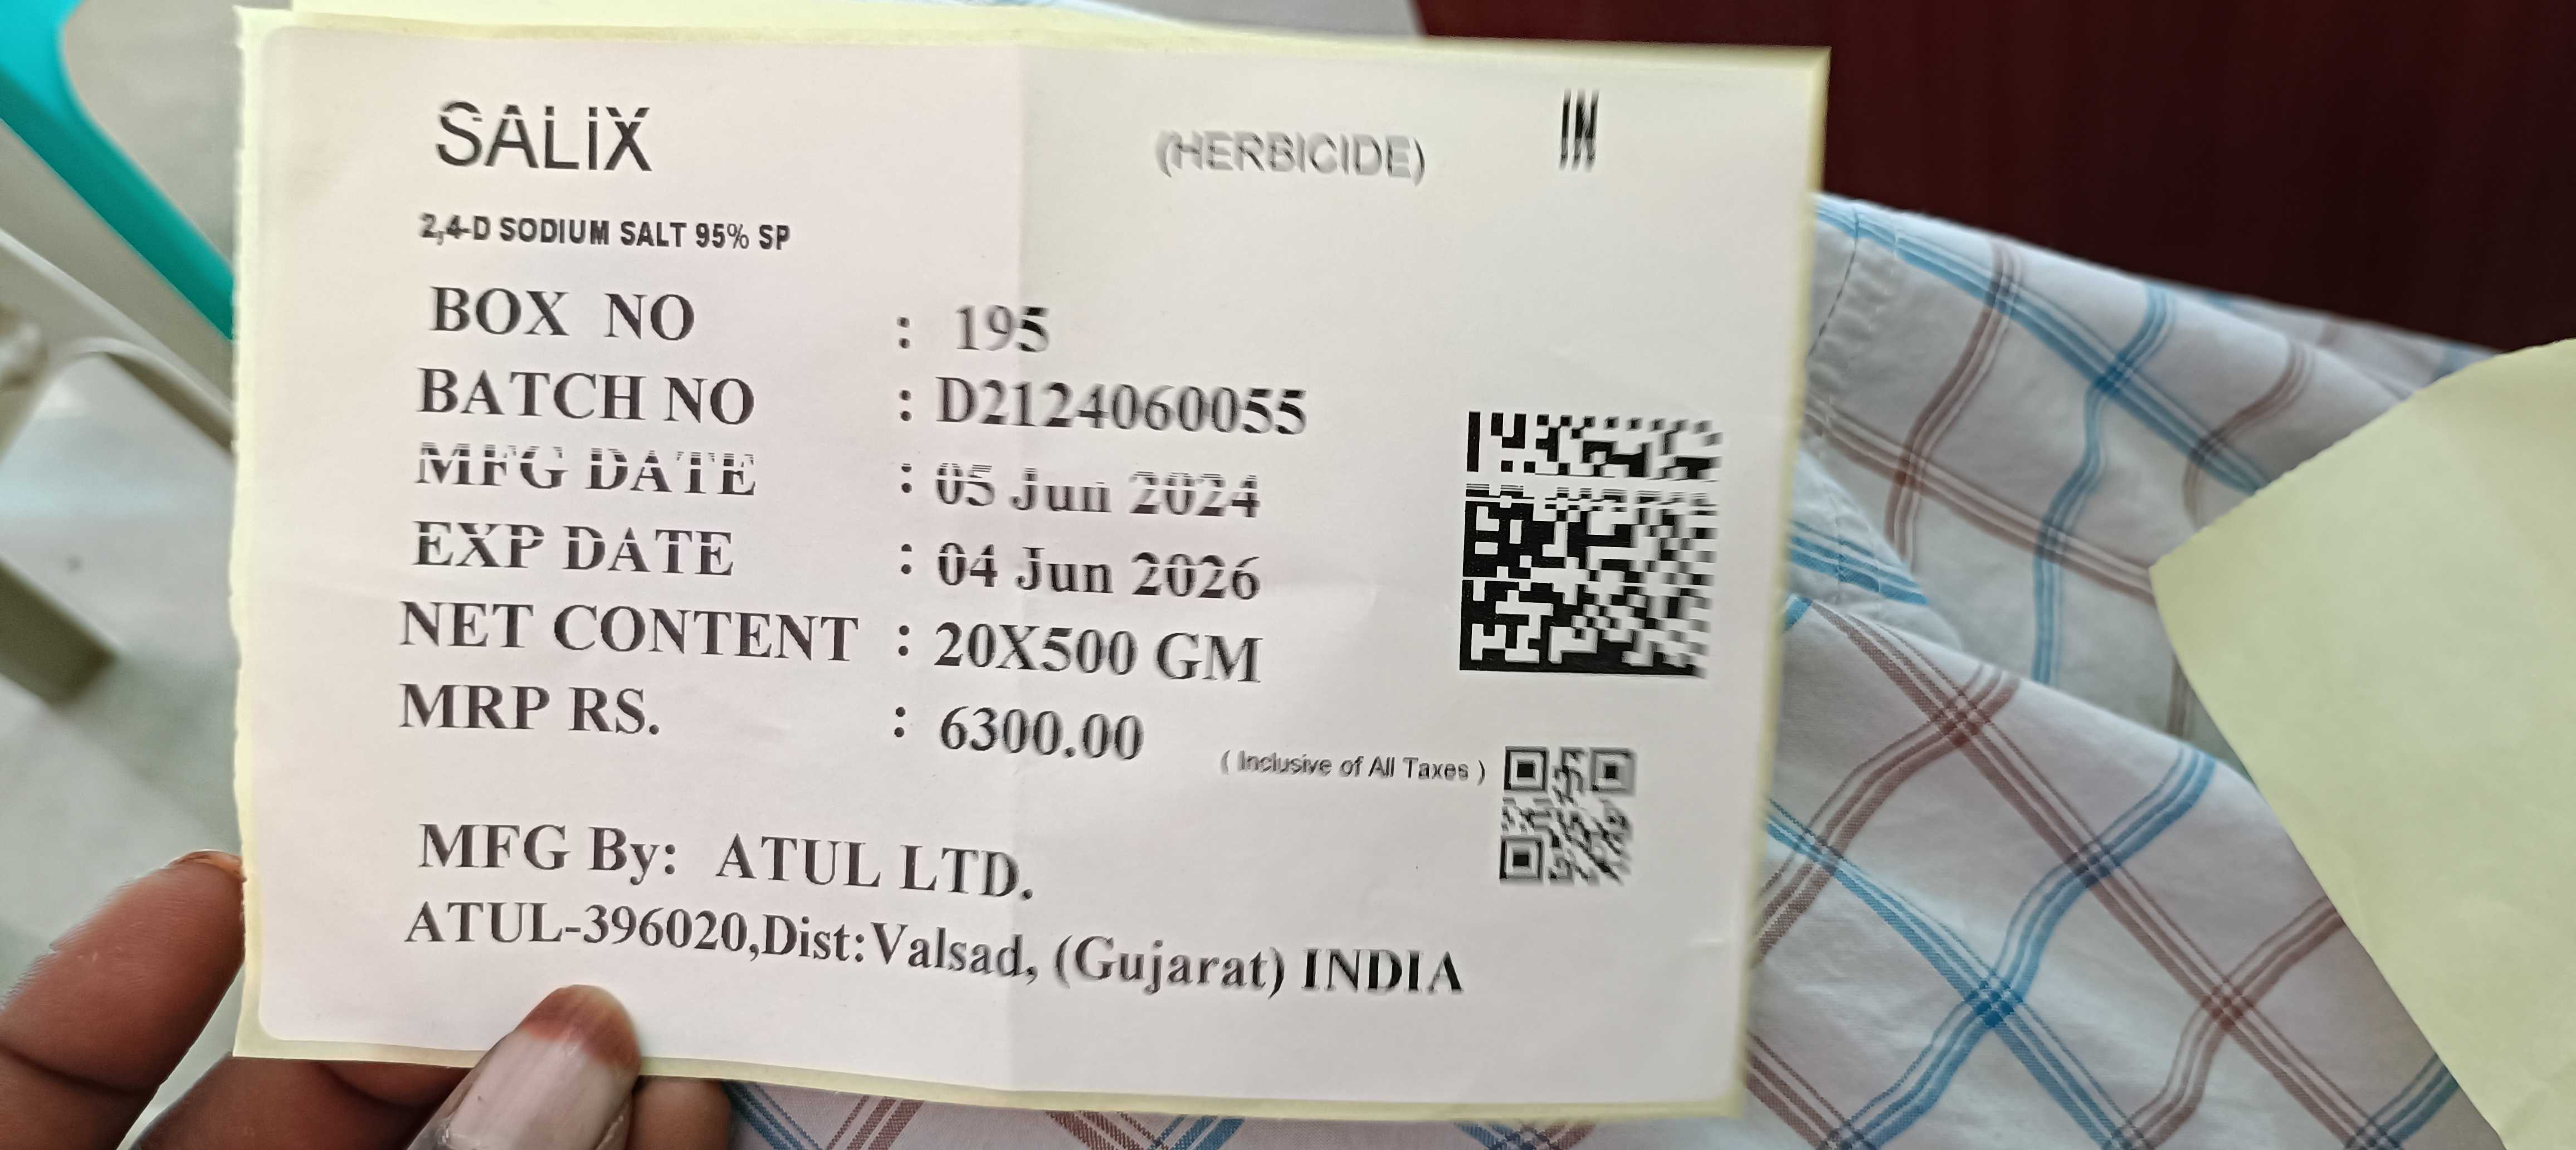 SALIX (HERBICIDE) IN
2,4-D SODIUM SALT 95% SP
BOX NO : 195
BATCH NO : D2124060055
MFG DATE : 05 Jun 2024
EXP DATE : 04 Jun 2026
NET CONTENT : 20X500 GM
MRP RS. : 6300.00 ( Inclusive of All Taxes )
MFG By: ATUL LTD.
ATUL-396020,Dist:Valsad, (Gujarat) INDIA